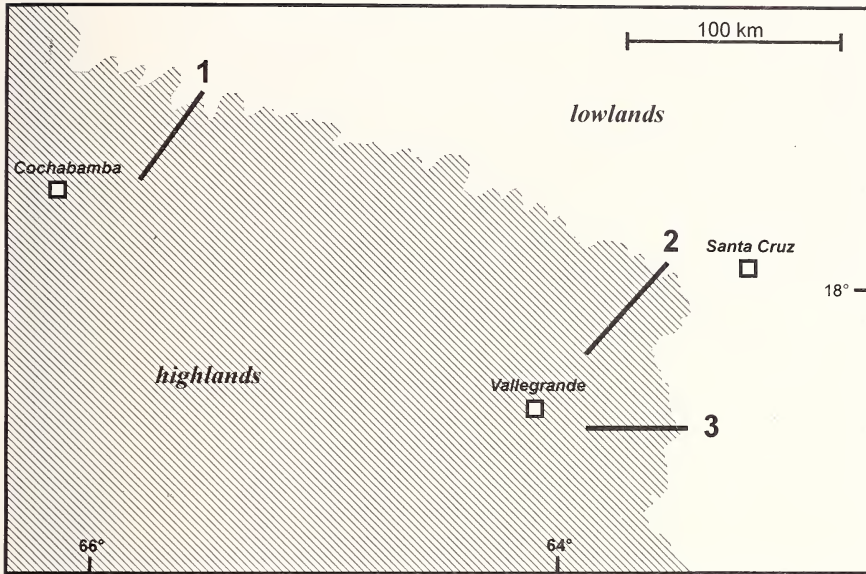 100 km
1
lowlands
Cochabamba
2
Santa Cruz
18°
highlands
Vallegrande
3
66°
64°